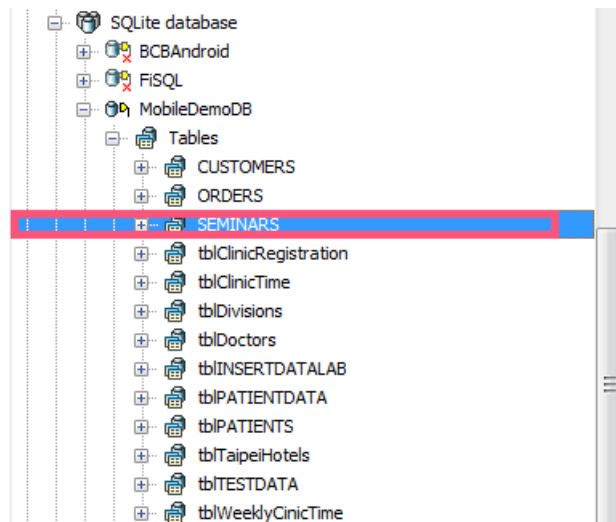 SQLite database
BCBAndroid
FiSQL
MobileDemoDB
Tables
CUSTOMERS
ORDERS
SEMINARS
tblClinicRegistration
tblClinicTime
tblDivisions
tblDoctors
tblINSERTDATALAB
tblPATIENTDATA
tblPATIENTS
tblTaipeiHotels
tblTESTDATA
tblWeeklyCinicTime